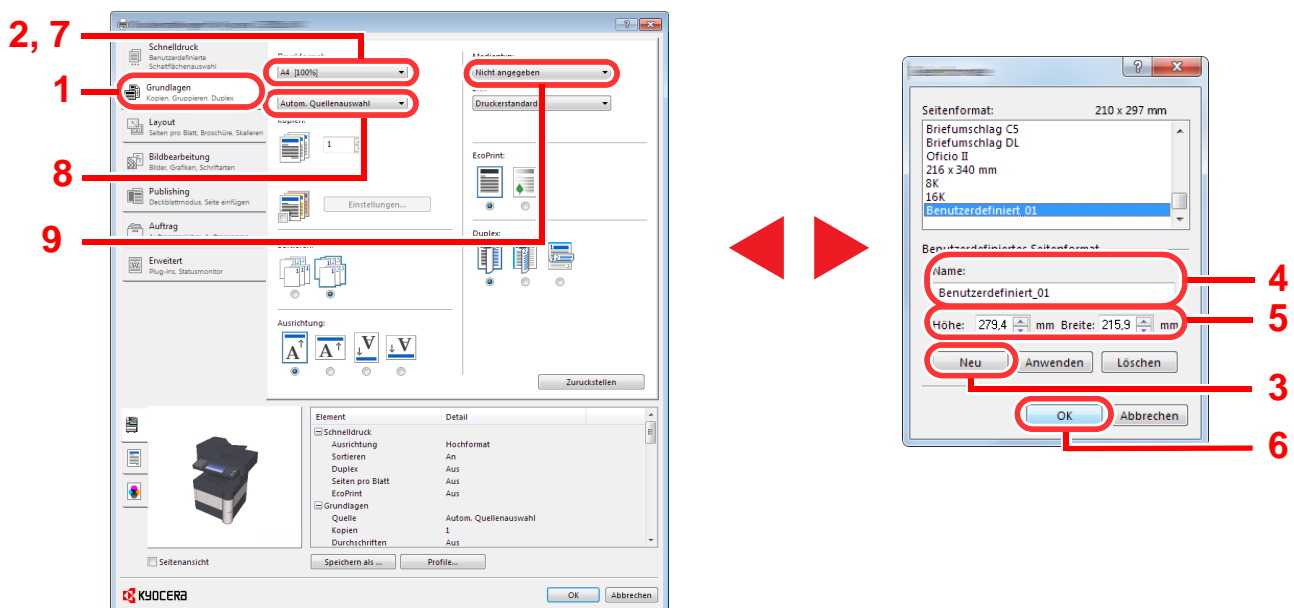 2, 7
1
8
9
Schnelldruck
Benutzerdefinierte
Schaltflächenauswahl
Grundlagen
Kopien, Gruppieren, Duplex
Layout
Seiten pro Blatt, Broschüre, Skalieren
Bildbearbeitung
Bilder, Grafiken, Schriftarten
Publishing
Deckblattmodus, Seite einfügen
Auftrag
Erweitert
Plug-ins, Statusmonitor
A4 [100%]
Autom. Quellenauswahl
Kopien:
1
Einstellungen...
Sortieren:
Ausrichtung:
Medientyp:
Nicht angegeben
Druckerstandard
EcoPrint:
Duplex:
Zuruckstellen
Element Detail
Schnelldruck
Ausrichtung Hochformat
Sortieren An
Duplex Aus
Seiten pro Blatt Aus
EcoPrint Aus
Grundlagen
Quelle Autom. Quellenauswahl
Kopien 1
Durchschriften Aus
Seitenansicht
Speichern als ... Profile...
KYOCERA
OK Abbrechen
Seitenformat: 210 x 297 mm
Briefumschlag C5
Briefumschlag DL
Oficio II
216 x 340 mm
8K
16K
Benutzerdefiniert_01
Benutzerdefiniertes Seitenformat
Name:
Benutzerdefiniert_01
Höhe: 279,4 mm Breite: 215,9 mm
Neu Anwenden Löschen
OK Abbrechen
4
5
3
6